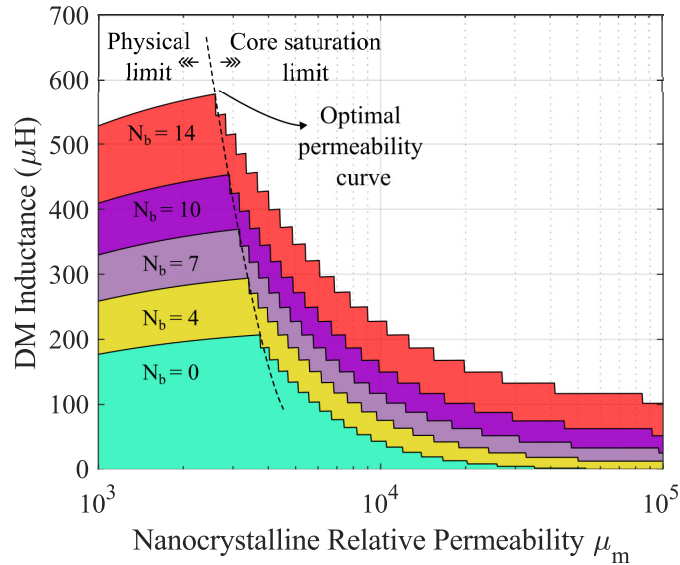 700
600
500
400
300
200
100
0
DM Inductance (μH)
Physical limit
Core saturation limit
Optimal permeability curve
N_b = 14
N_b = 10
N_b = 7
N_b = 4
N_b = 0
10^3
10^4
10^5
Nanocrystalline Relative Permeability μ_m